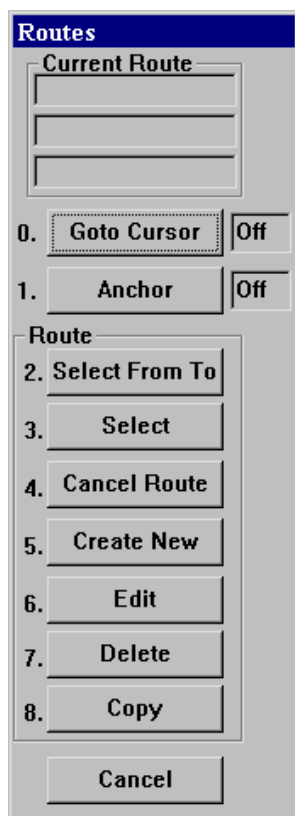 Routes
Current Route
0. Goto Cursor Off
1. Anchor Off
Route
2. Select From To
3. Select
4. Cancel Route
5. Create New
6. Edit
7. Delete
8. Copy
Cancel